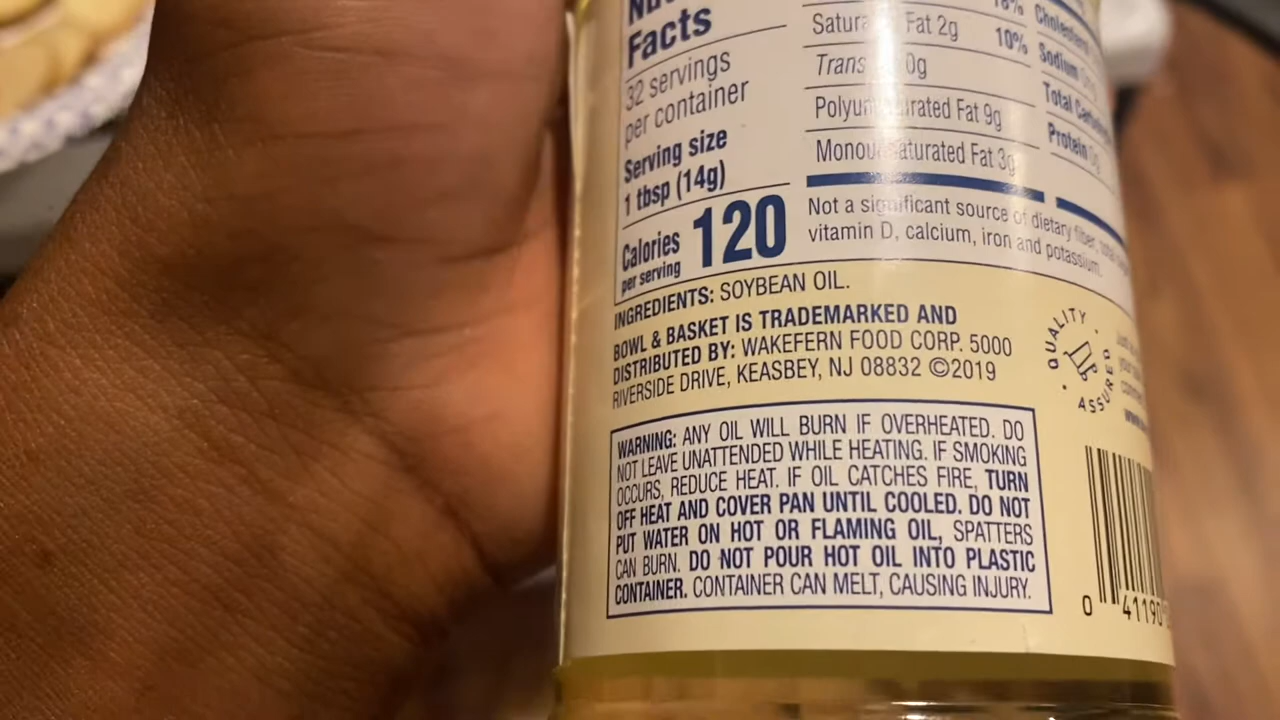 Facts
32 servings
per container
Serving size
1 tbsp (14g)
Calories
per serving
120
Fat 2g 10%
Trans 0g
Fat 9g
Fat 3g
Sodium
Total
Protein 0g
Not a significant source of dietary fiber,
vitamin D, calcium, iron and potassium.
INGREDIENTS: SOYBEAN OIL.
BOWL & BASKET IS TRADEMARKED AND
DISTRIBUTED BY: WAKEFERN FOOD CORP. 5000
RIVERSIDE DRIVE, KEASBEY, NJ 08832 ©2019
QUALITY · ASSURED ·
WARNING: ANY OIL WILL BURN IF OVERHEATED. DO
NOT LEAVE UNATTENDED WHILE HEATING. IF SMOKING
OCCURS, REDUCE HEAT. IF OIL CATCHES FIRE, TURN
OFF HEAT AND COVER PAN UNTIL COOLED. DO NOT
PUT WATER ON HOT OR FLAMING OIL, SPATTERS
CAN BURN. DO NOT POUR HOT OIL INTO PLASTIC
CONTAINER. CONTAINER CAN MELT, CAUSING INJURY.
0 41190